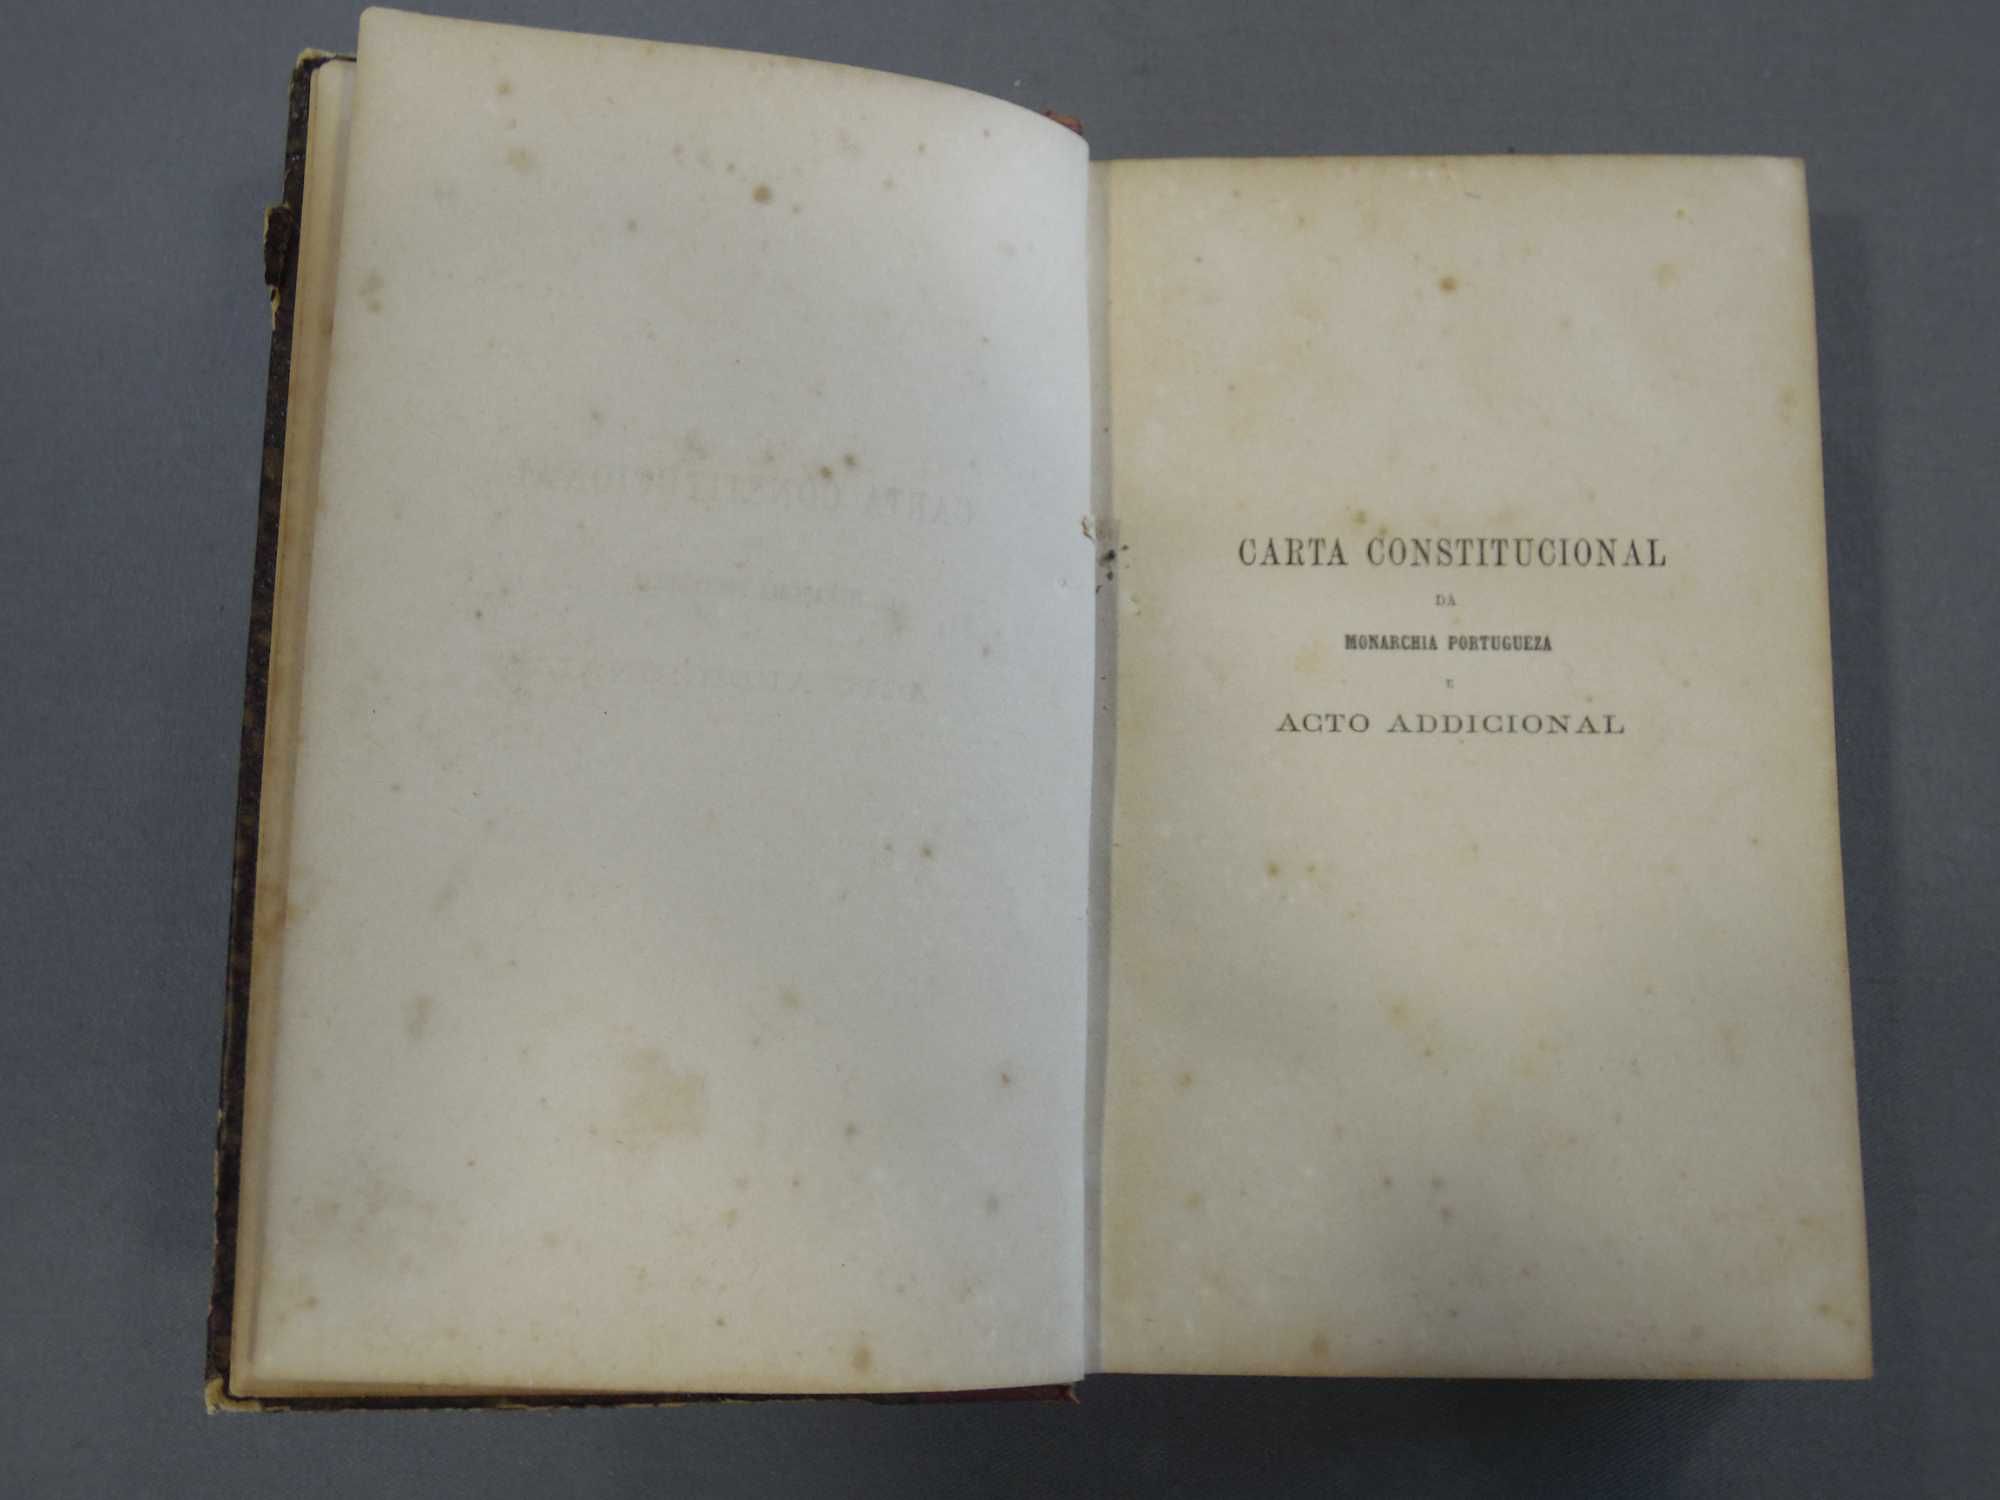 CARTA CONSTITUCIONAL
DA
MONARCHIA PORTUGUEZA
E
ACTO ADDICIONAL